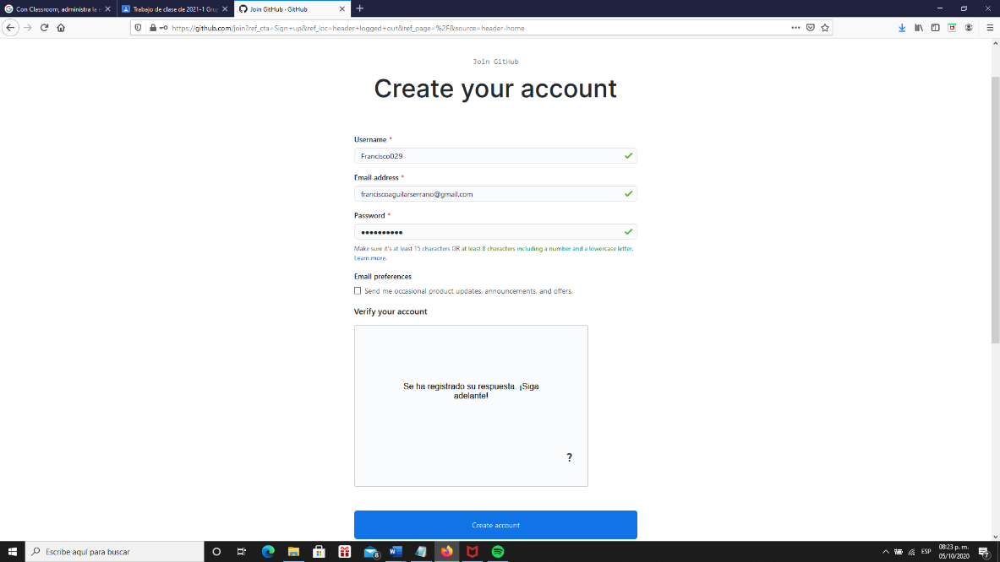 Con Classroom, administra la e
Trabajo de clase de 2021-1 Grup
Join GitHub · GitHub
https://github.com/join?ref_cta=Sign+up&ref_loc=header+logged+out&ref_page=%2F&source=header-home
Join GitHub
Create your account
Username *
Francisco029
Email address *
franciscoaguilarserrano@gmail.com
Password *
Make sure it's at least 15 characters OR at least 8 characters including a number and a lowercase letter.
Learn more.
Email preferences
Send me occasional product updates, announcements, and offers.
Verify your account
Se ha registrado su respuesta. ¡Siga
adelante!
?
Create account
Escribe aquí para buscar
8
ESP
08:23 p. m.
05/10/2020
7